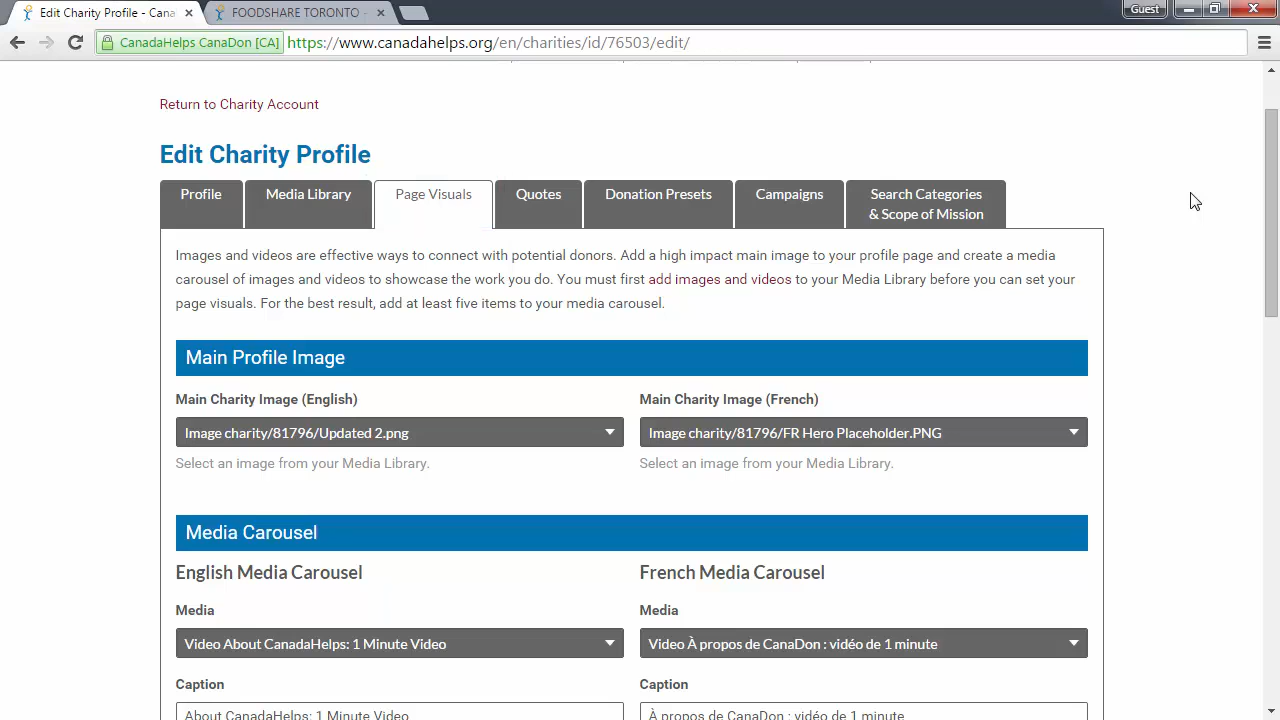 Edit Charity Profile - Cana
FOODSHARE TORONTO -
Guest
CanadaHelps CanaDon [CA]
https://www.canadahelps.org/en/charities/id/76503/edit/
Return to Charity Account
Edit Charity Profile
Profile
Media Library
Page Visuals
Quotes
Donation Presets
Campaigns
Search Categories
& Scope of Mission
Images and videos are effective ways to connect with potential donors. Add a high impact main image to your profile page and create a media
carousel of images and videos to showcase the work you do. You must first add images and videos to your Media Library before you can set your
page visuals. For the best result, add at least five items to your media carousel.
Main Profile Image
Main Charity Image (English)
Main Charity Image (French)
Image charity/81796/Updated 2.png
Image charity/81796/FR Hero Placeholder.PNG
Select an image from your Media Library.
Select an image from your Media Library.
Media Carousel
English Media Carousel
French Media Carousel
Media
Media
Video About CanadaHelps: 1 Minute Video
Video À propos de CanaDon : vidéo de 1 minute
Caption
Caption
About CanadaHelps: 1 Minute Video
À propos de CanaDon : vidéo de 1 minute